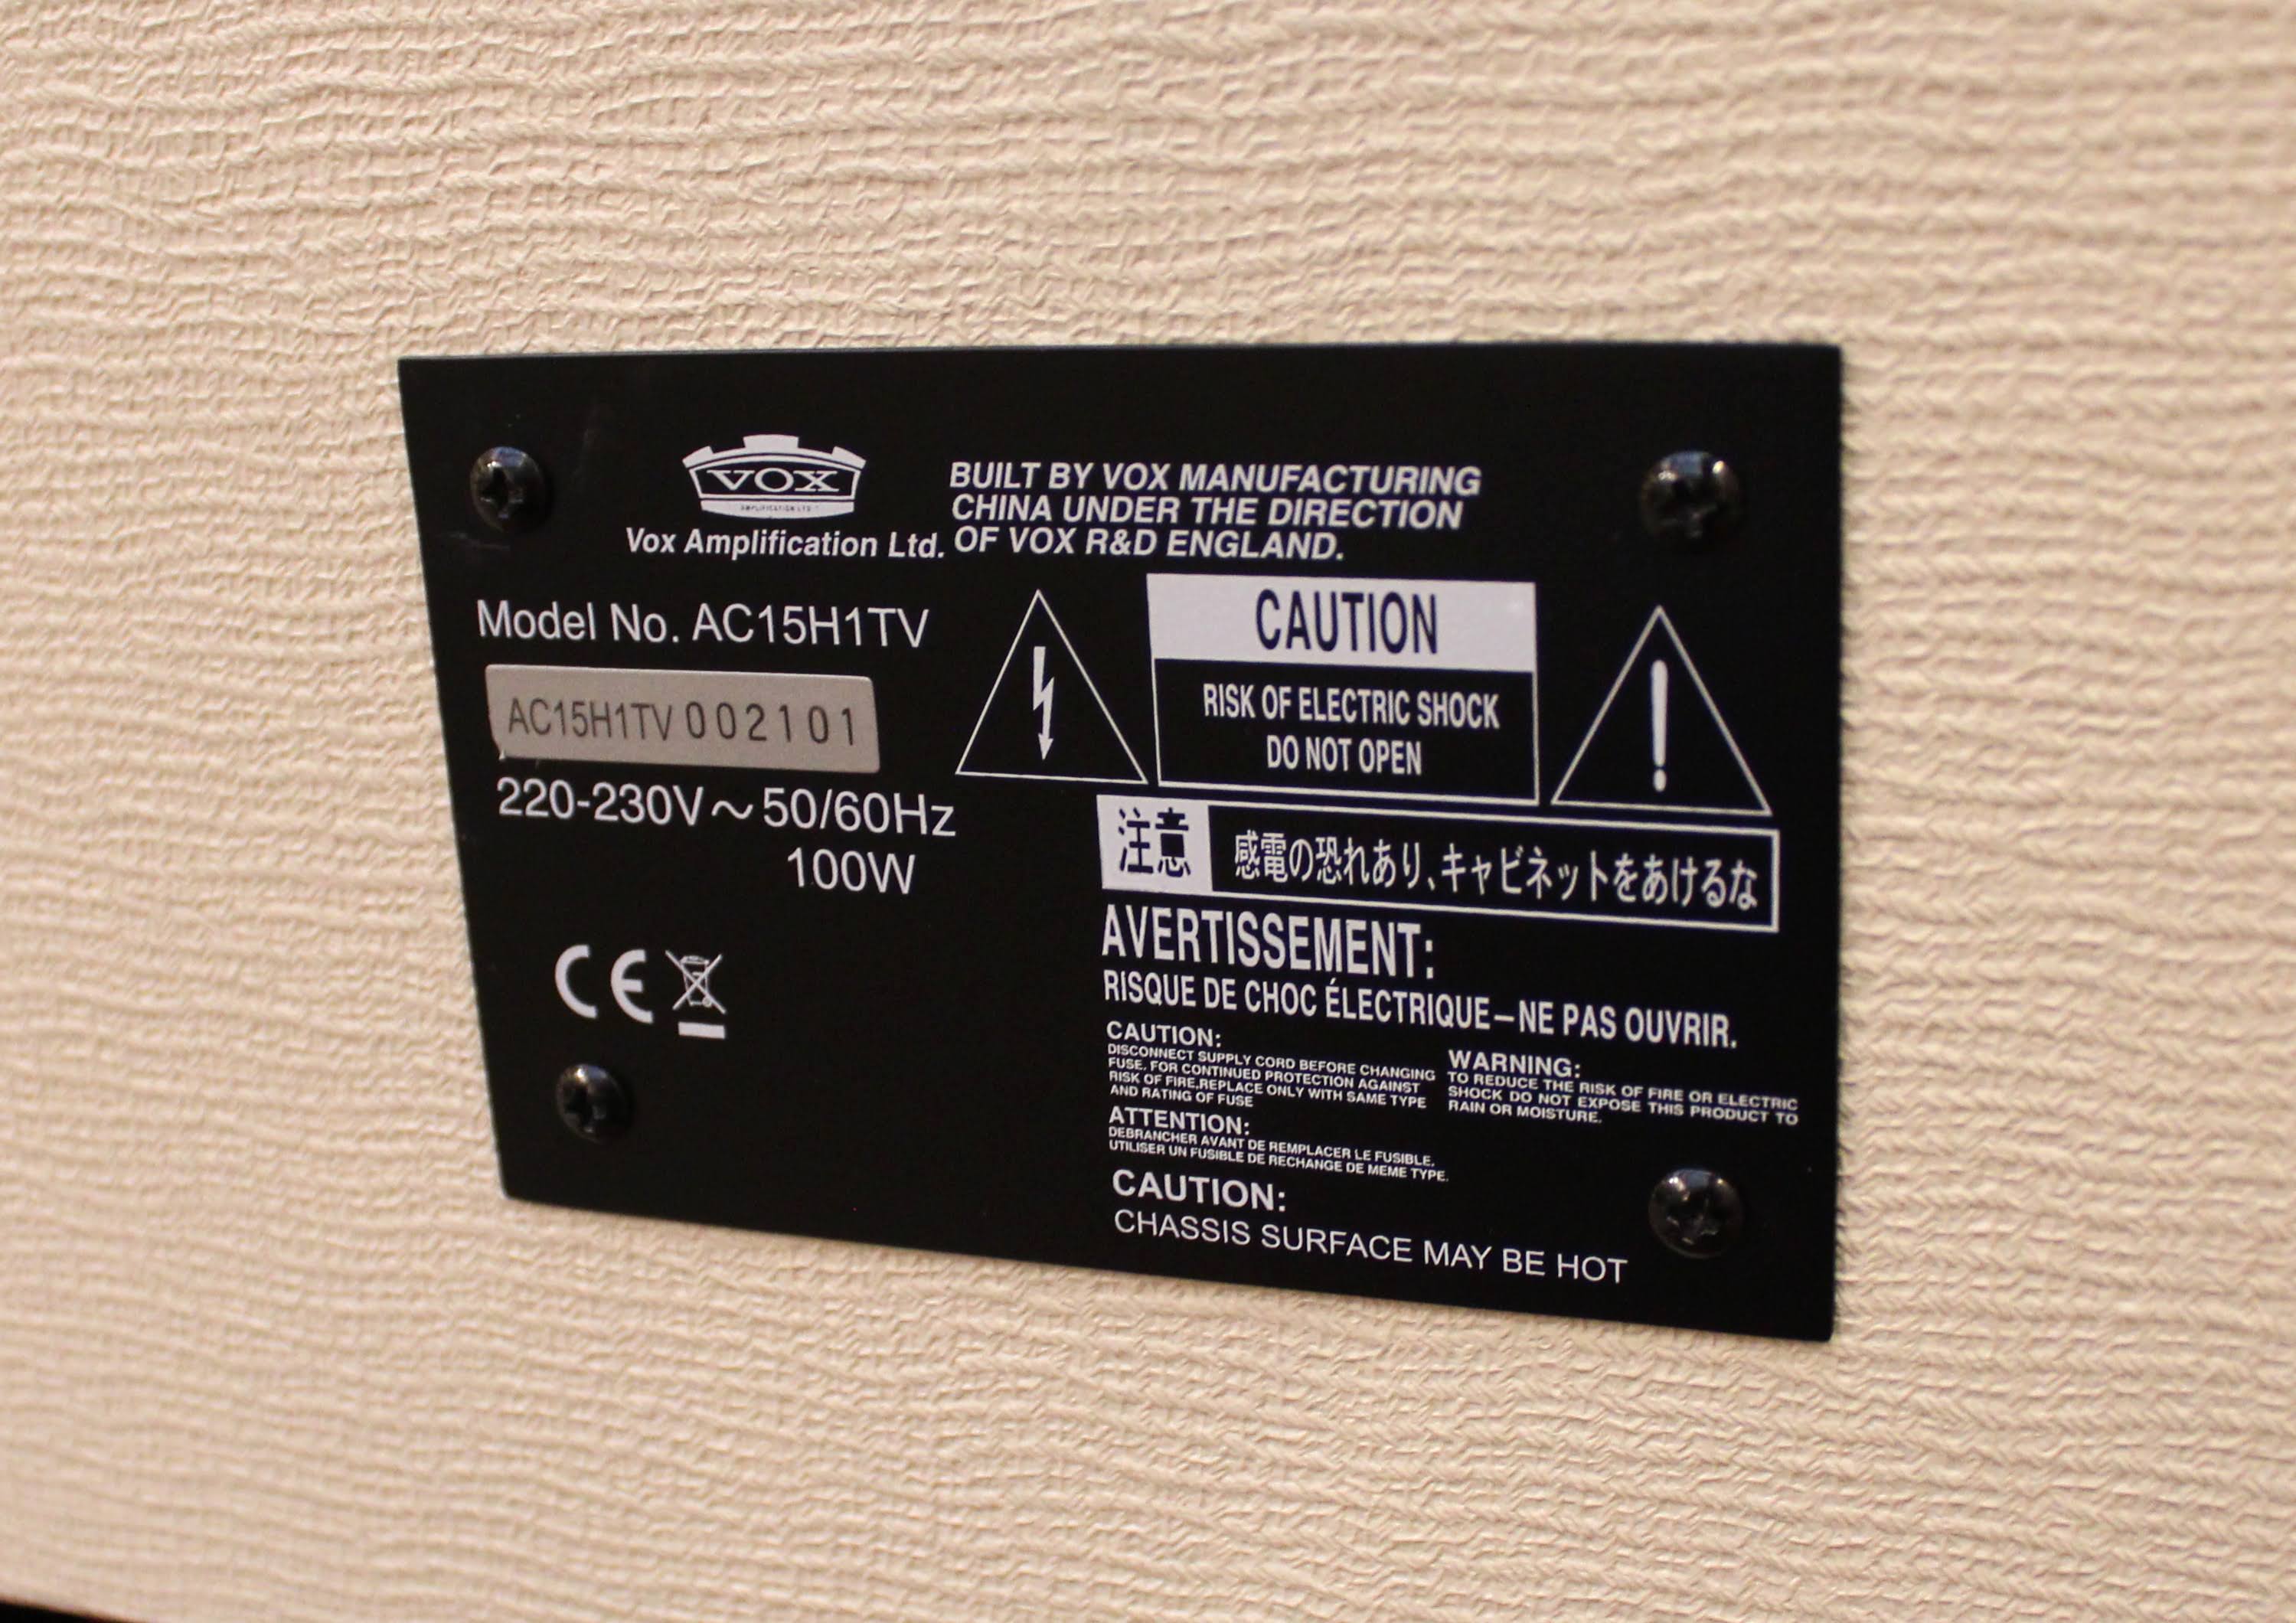 VOX
AMPLIFICATION LTD.
Vox Amplification Ltd.
BUILT BY VOX MANUFACTURING
CHINA UNDER THE DIRECTION
OF VOX R&D ENGLAND.
Model No. AC15H1TV
AC15H1TV 002101
220-230V～50/60Hz
100W
CE
CAUTION
RISK OF ELECTRIC SHOCK
DO NOT OPEN
注意
感電の恐れあり、キャビネットをあけるな
AVERTISSEMENT:
RISQUE DE CHOC ÉLECTRIQUE–NE PAS OUVRIR.
CAUTION:
DISCONNECT SUPPLY CORD BEFORE CHANGING
FUSE. FOR CONTINUED PROTECTION AGAINST
RISK OF FIRE,REPLACE ONLY WITH SAME TYPE
AND RATING OF FUSE
WARNING:
TO REDUCE THE RISK OF FIRE OR ELECTRIC
SHOCK DO NOT EXPOSE THIS PRODUCT TO
RAIN OR MOISTURE.
ATTENTION:
DEBRANCHER AVANT DE REMPLACER LE FUSIBLE,
UTILISER UN FUSIBLE DE RECHANGE DE MEME TYPE.
CAUTION:
CHASSIS SURFACE MAY BE HOT